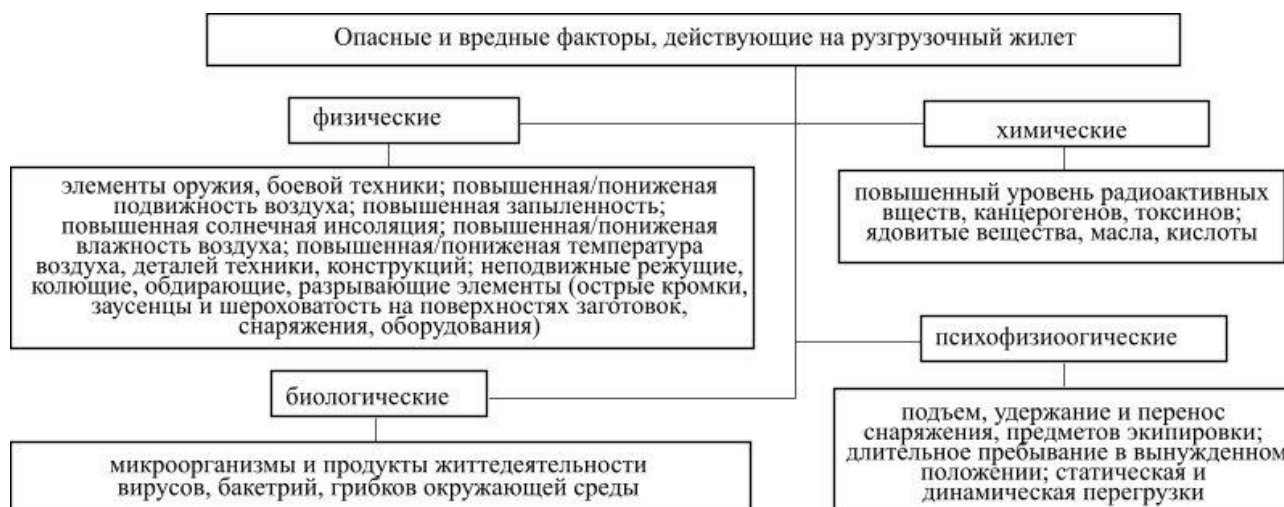 Опасные и вредные факторы, действующие на рузгрузочный жилет
физические
химические
элементы оружия, боевой техники; повышенная/пониженая
подвижность воздуха; повышенная запыленность;
повышенная солнечная инсоляция; повышенная/пониженая
влажность воздуха; повышенная/пониженая температура
воздуха, деталей техники, конструкций; неподвижные режущие,
колющие, обдирающие, разрывающие элементы (острые кромки,
заусенцы и шероховатость на поверхностях заготовок,
снаряжения, оборудования)
повышенный уровень радиоактивных
вществ, канцерогенов, токсинов;
ядовитые вещества, масла, кислоты
психофизиоогические
биологические
подъем, удержание и перенос
снаряжения, предметов экипировки;
длительное пребывание в вынужденном
положении; статическая и
динамическая перегрузки
микроорганизмы и продукты життедеятельности
вирусов, бакетрий, грибков окружающей среды